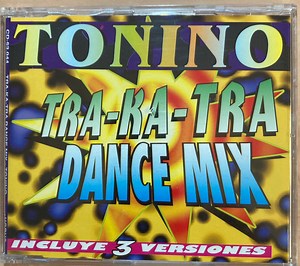 TONINO
TRA-KA-TRA
DANCE MIX
INCLUYE 3 VERSIONES